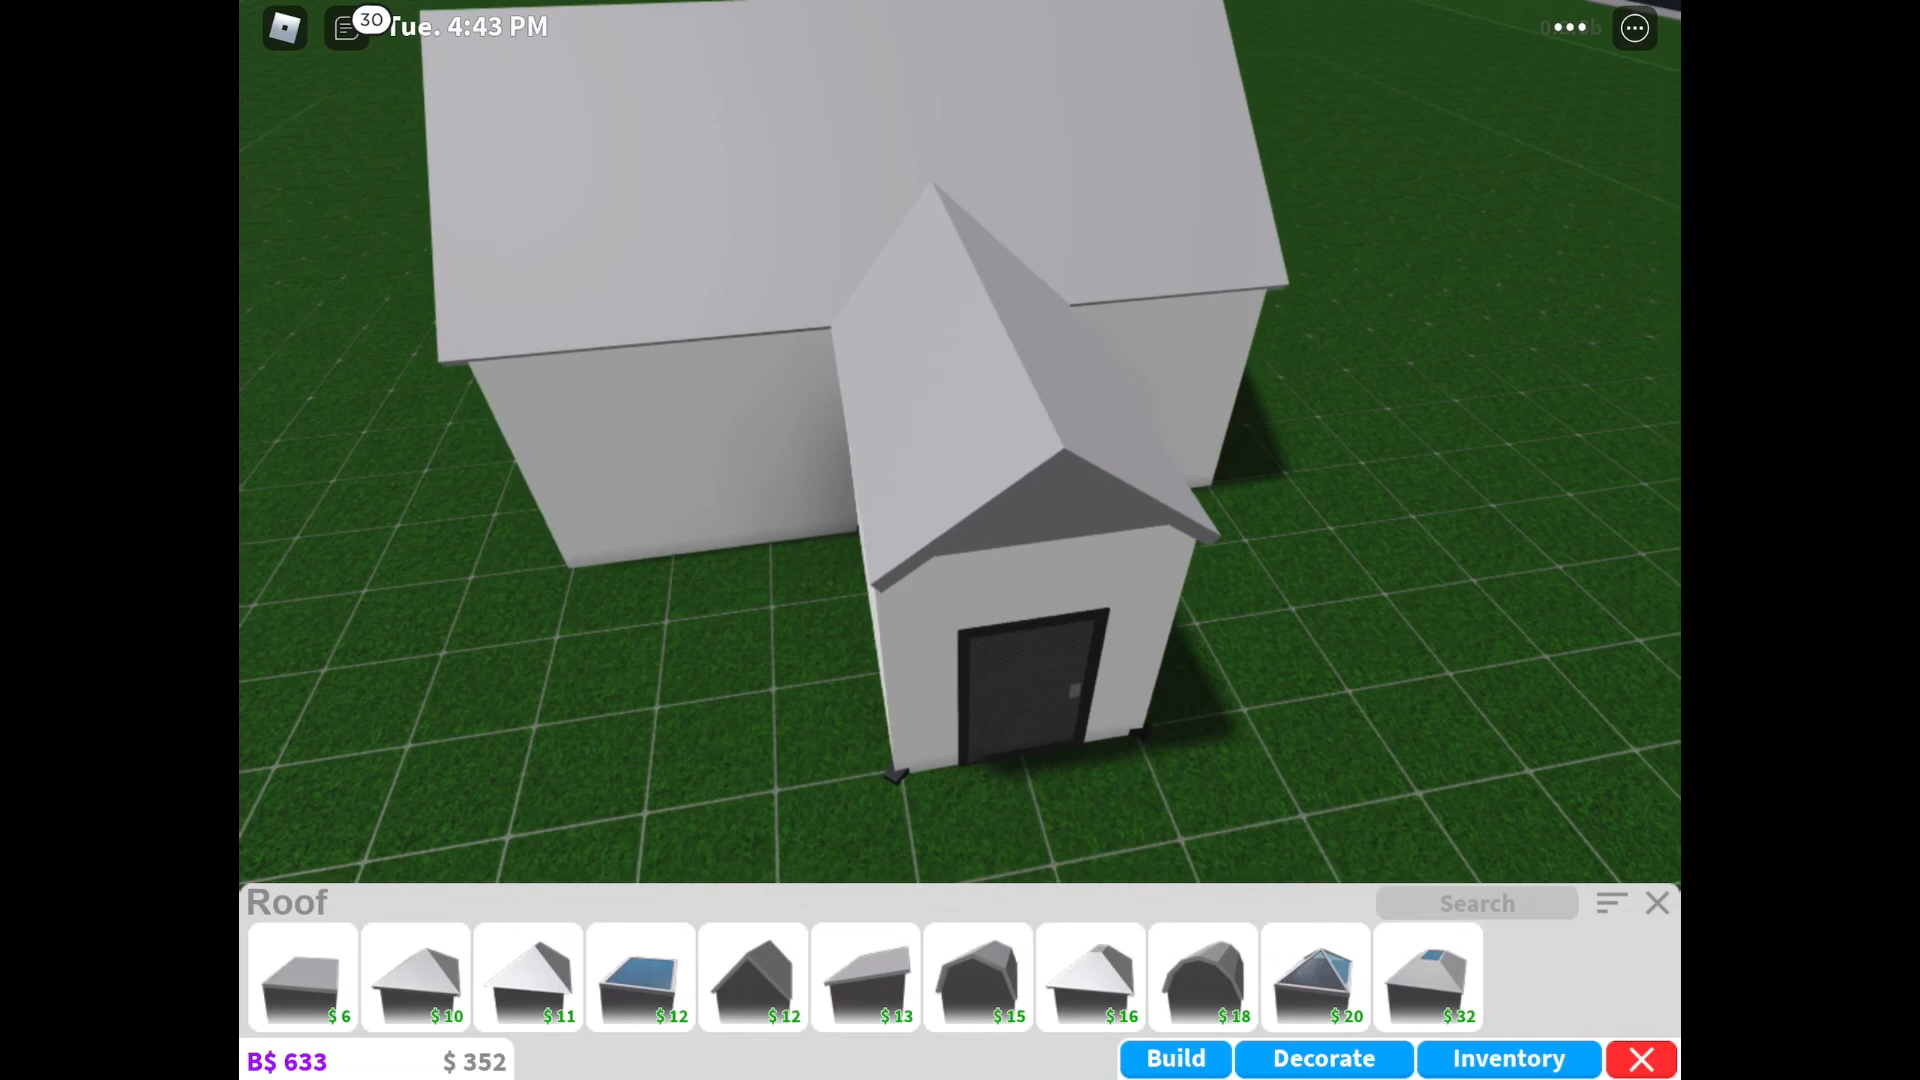 30
Tue. 4:43 PM
Roof
Search
$ 6
$ 10
$ 11
$ 12
$ 12
$ 13
$ 15
$ 16
$ 18
$ 20
$ 32
B$ 633
$ 352
Build
Decorate
Inventory